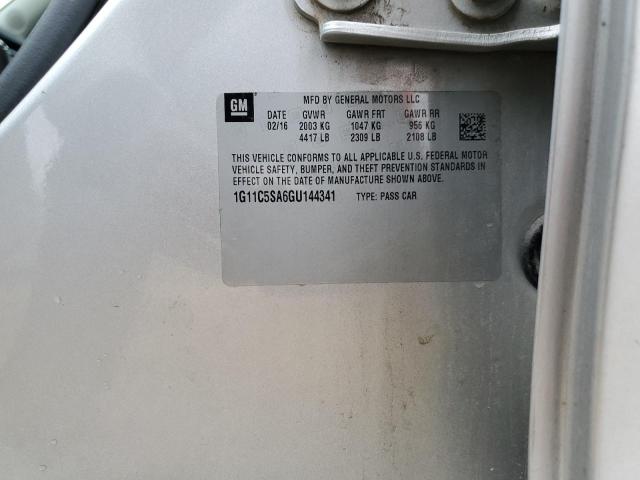 GM
MFD BY GENERAL MOTORS LLC
DATE GVWR GAWR FRT GAWR RR
02/16 2003 KG 1047 KG 956 KG
4417 LB 2309 LB 2108 LB
THIS VEHICLE CONFORMS TO ALL APPLICABLE U.S. FEDERAL MOTOR
VEHICLE SAFETY, BUMPER, AND THEFT PREVENTION STANDARDS IN
EFFECT ON THE DATE OF MANUFACTURE SHOWN ABOVE.
1G11C5SA6GU144341 TYPE: PASS CAR